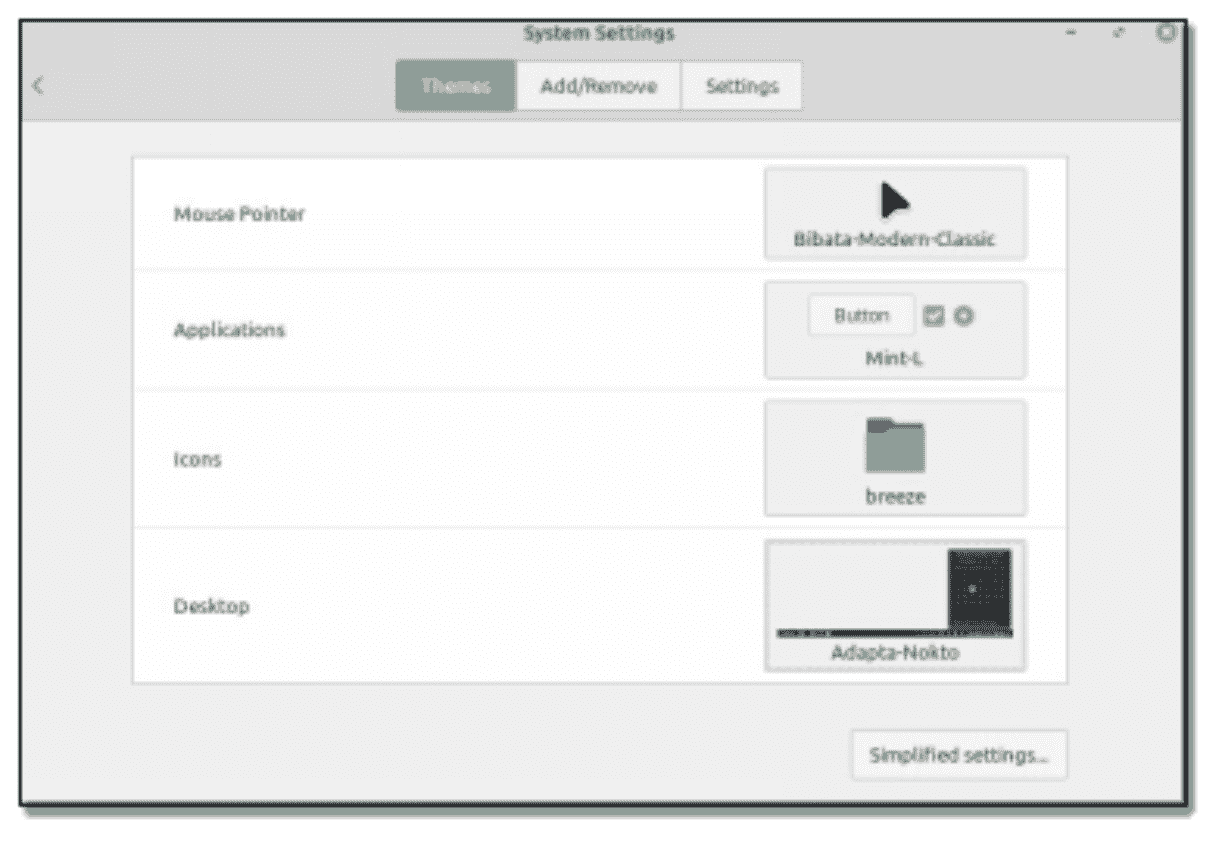 System Settings
Themes
Add/Remove
Settings
Mouse Pointer
Bibata-Modern-Classic
Applications
Button
Mint-L
Icons
breeze
Desktop
Adapta-Nokto
Simplified settings...